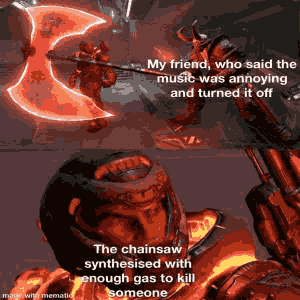 My friend, who said the
music was annoying
and turned it off
The chainsaw
synthesised with
enough gas to kill
someone
made with mematic